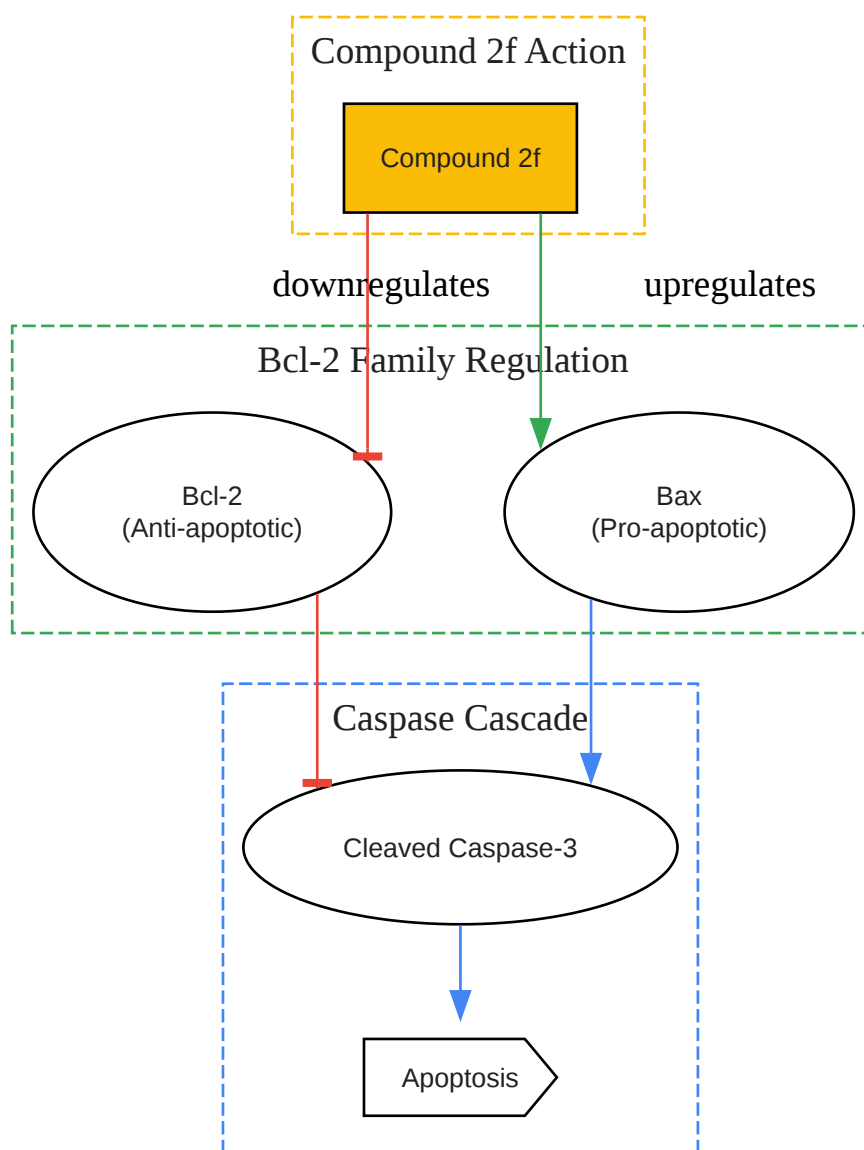 Compound 2f Action
Compound 2f
downregulates
upregulates
Bcl-2 Family Regulation
Bcl-2
(Anti-apoptotic)
Bax
(Pro-apoptotic)
Caspase Cascade
Cleaved Caspase-3
Apoptosis